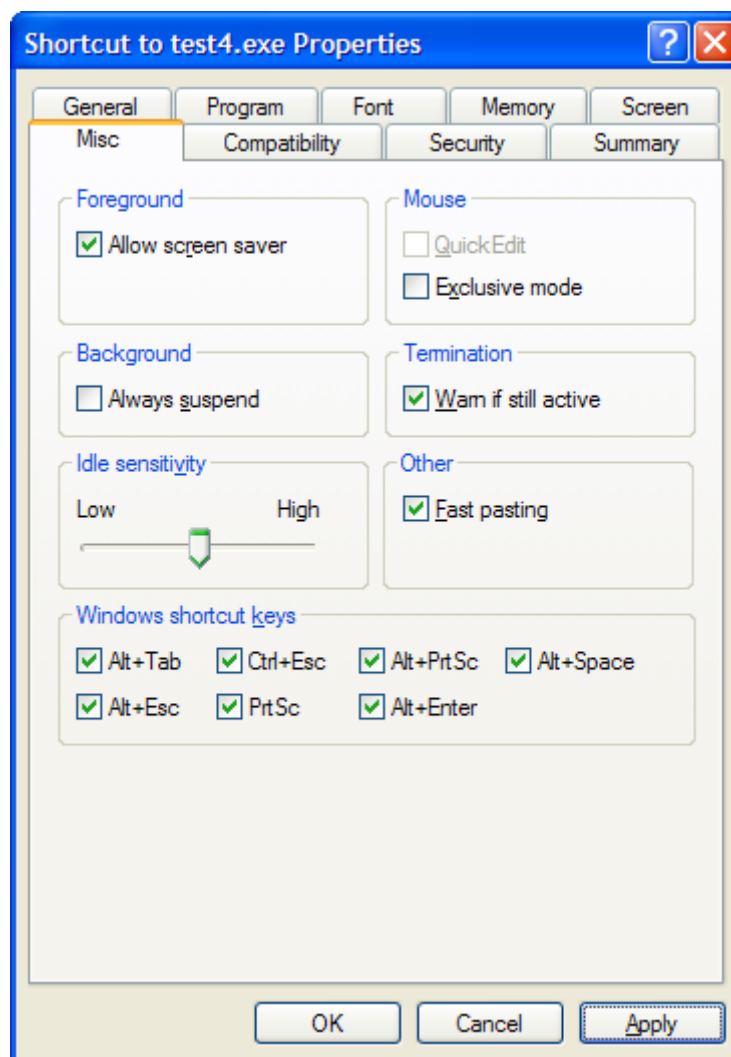 Shortcut to test4.exe Properties
General Program Font Memory Screen
Misc Compatibility Security Summary
Foreground
Allow screen saver
Mouse
QuickEdit
Exclusive mode
Background
Always suspend
Termination
Warn if still active
Idle sensitivity
Low High
Other
Fast pasting
Windows shortcut keys
Alt+Tab Ctrl+Esc Alt+PrtSc Alt+Space
Alt+Esc PrtSc Alt+Enter
OK Cancel Apply